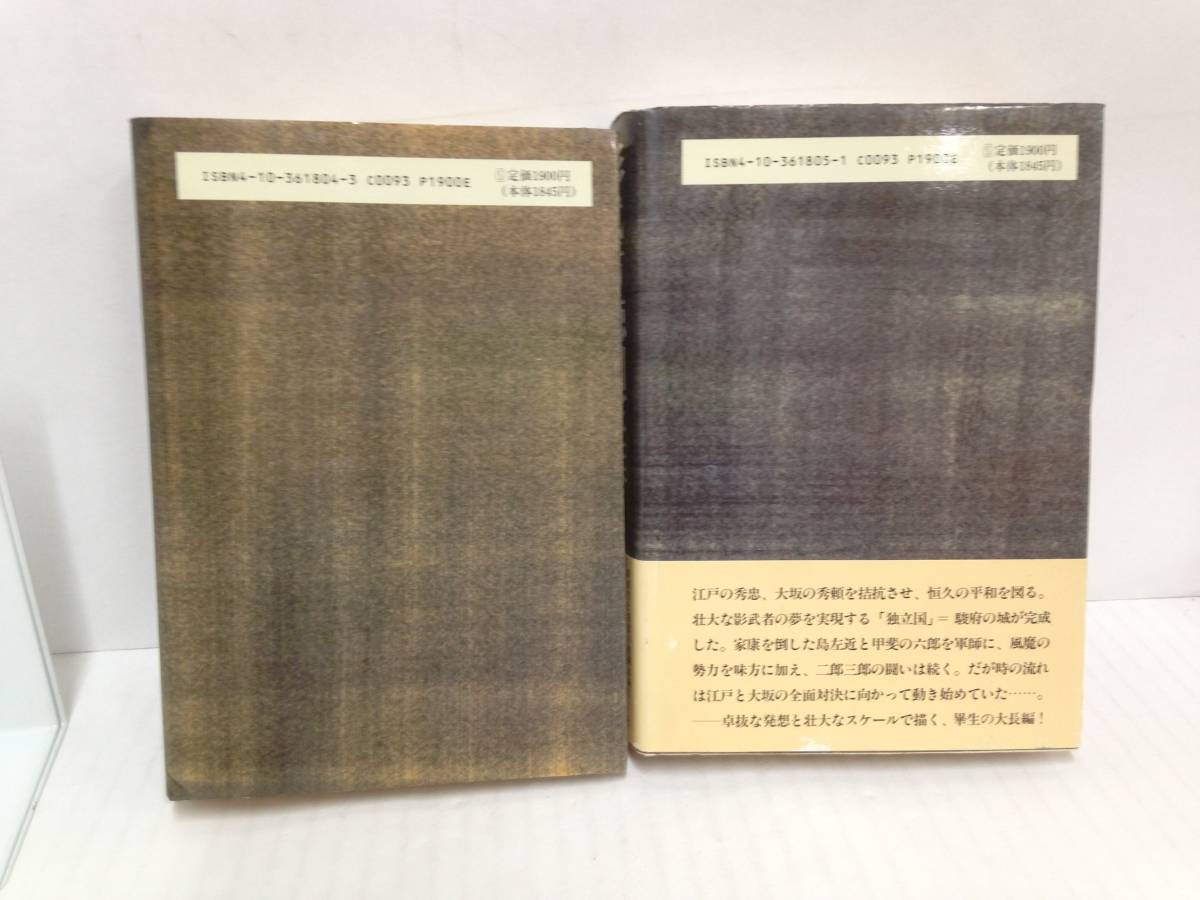 ISBN4-10-361804-3 C0093 P1900E
定価1900円
(本体1845円)
ISBN4-10-361805-1 C0093 P1900E
定価1900円
(本体1845円)
江戸の秀忠、大坂の秀頼を拮抗させ、恒久の平和を図る。
壮大な影武者の夢を実現する「独立国」＝駿府の城が完成
した。家康を倒した島左近と甲斐の六郎を軍師に、風魔の
勢力を味方に加え、二郎三郎の闘いは続く。だが時の流れ
は江戸と大坂の全面対決に向かって動き始めていた……。
――卓抜な発想と壮大なスケールで描く、畢生の大長編！